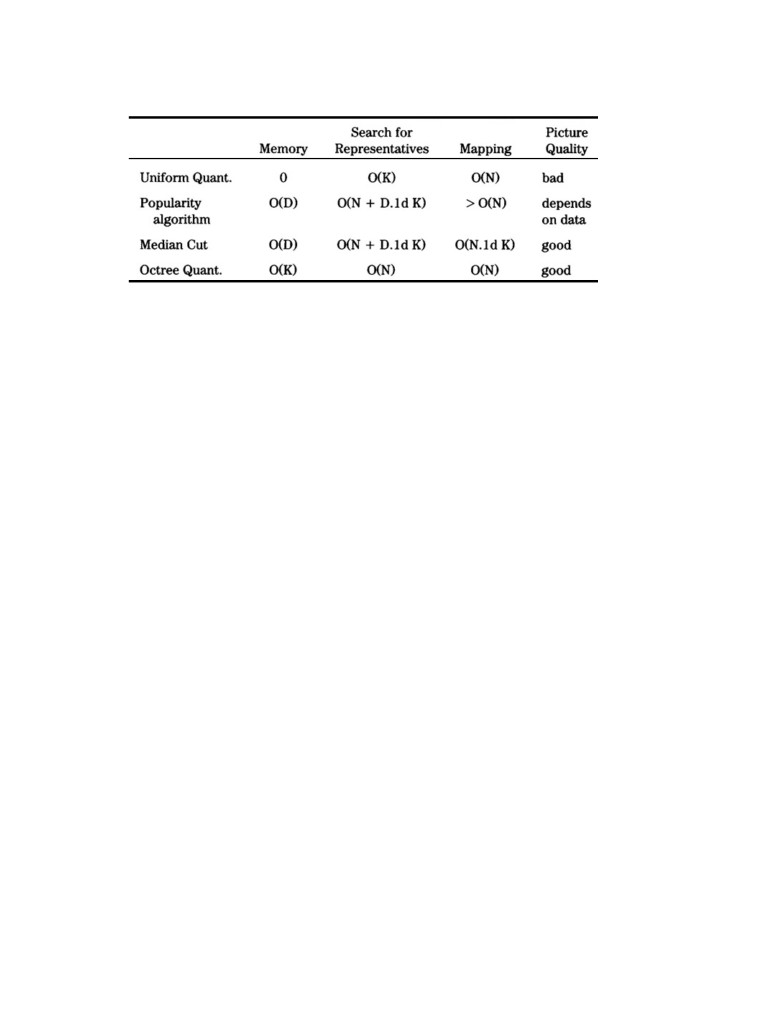 Memory Search for Representatives Mapping Picture Quality
Uniform Quant. 0 O(K) O(N) bad
Popularity algorithm O(D) O(N + D.1d K) > O(N) depends on data
Median Cut O(D) O(N + D.1d K) O(N.1d K) good
Octree Quant. O(K) O(N) O(N) good